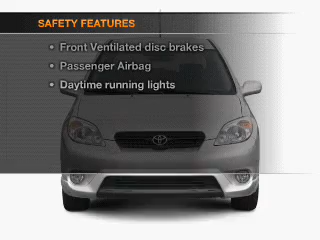 SAFETY FEATURES
• Front Ventilated disc brakes
• Passenger Airbag
• Daytime running lights